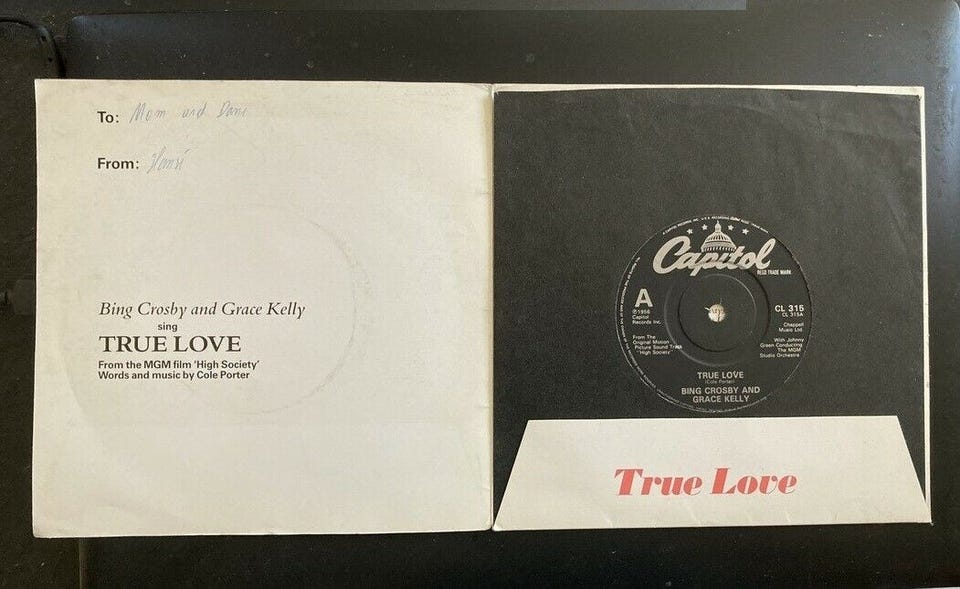 To: Mom and Dani
From: Henri
Bing Crosby and Grace Kelly
sing
TRUE LOVE
From the MGM film 'High Society'
Words and music by Cole Porter
Capitol
REGD TRADE MARK
A
℗1956
Capitol
Records Inc.
From The
Original Motion
Picture Sound Track
"High Society"
CL 315
CL 315A
Chappell
Music Ltd.
With Johnny
Green Conducting
The MGM
Studio Orchestra
TRUE LOVE
(Cole Porter)
BING CROSBY AND
GRACE KELLY
True Love